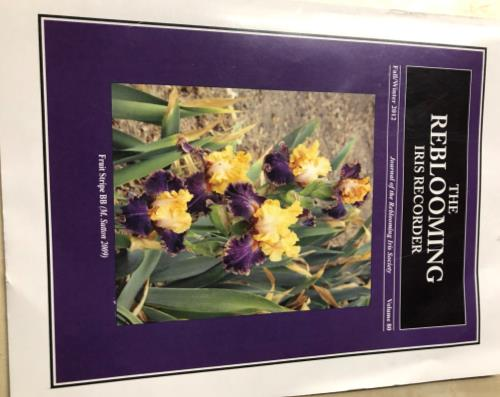 THE
REBLOOMING
IRIS RECORDER
Fall/Winter 2012 Journal of the Reblooming Iris Society Volume 80
Fruit Stripe BB (M. Sutton 2009)